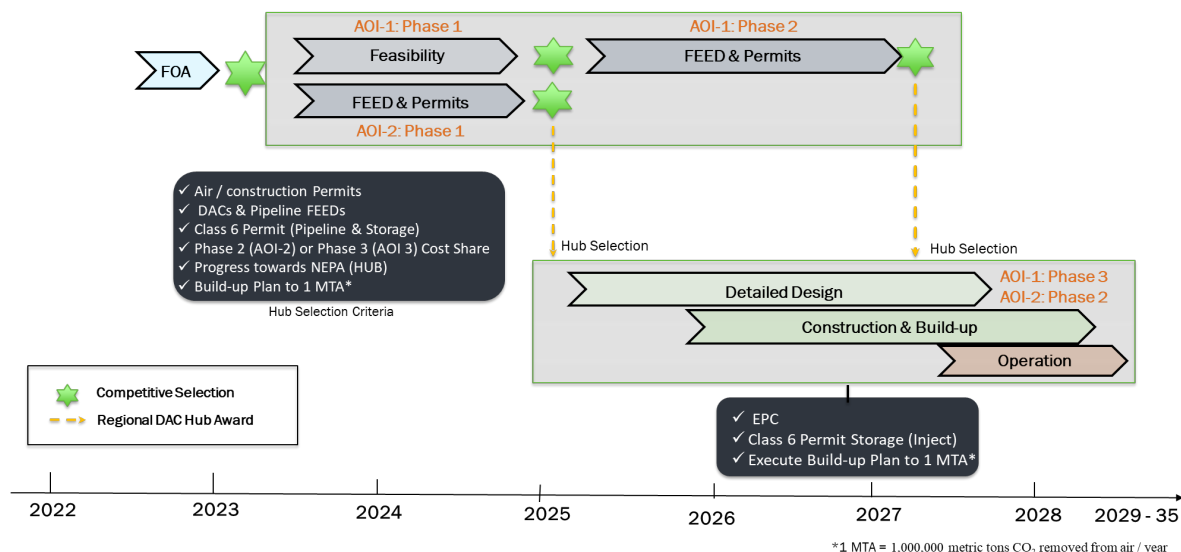 AOI-1: Phase 1
AOI-1: Phase 2
FOA
Feasibility
FEED & Permits
FEED & Permits
AOI-2: Phase 1
✓ Air / construction Permits
✓ DACs & Pipeline FEEDs
✓ Class 6 Permit (Pipeline & Storage)
✓ Phase 2 (AOI-2) or Phase 3 (AOI 3) Cost Share
✓ Progress towards NEPA (HUB)
✓ Build-up Plan to 1 MTA*
Hub Selection Criteria
Hub Selection
Hub Selection
Detailed Design
AOI-1: Phase 3
AOI-2: Phase 2
Construction & Build-up
Operation
Competitive Selection
Regional DAC Hub Award
✓ EPC
✓ Class 6 Permit Storage (Inject)
✓ Execute Build-up Plan to 1 MTA*
2022
2023
2024
2025
2026
2027
2028
2029 - 35
*1 MTA = 1,000,000 metric tons CO₂ removed from air / year